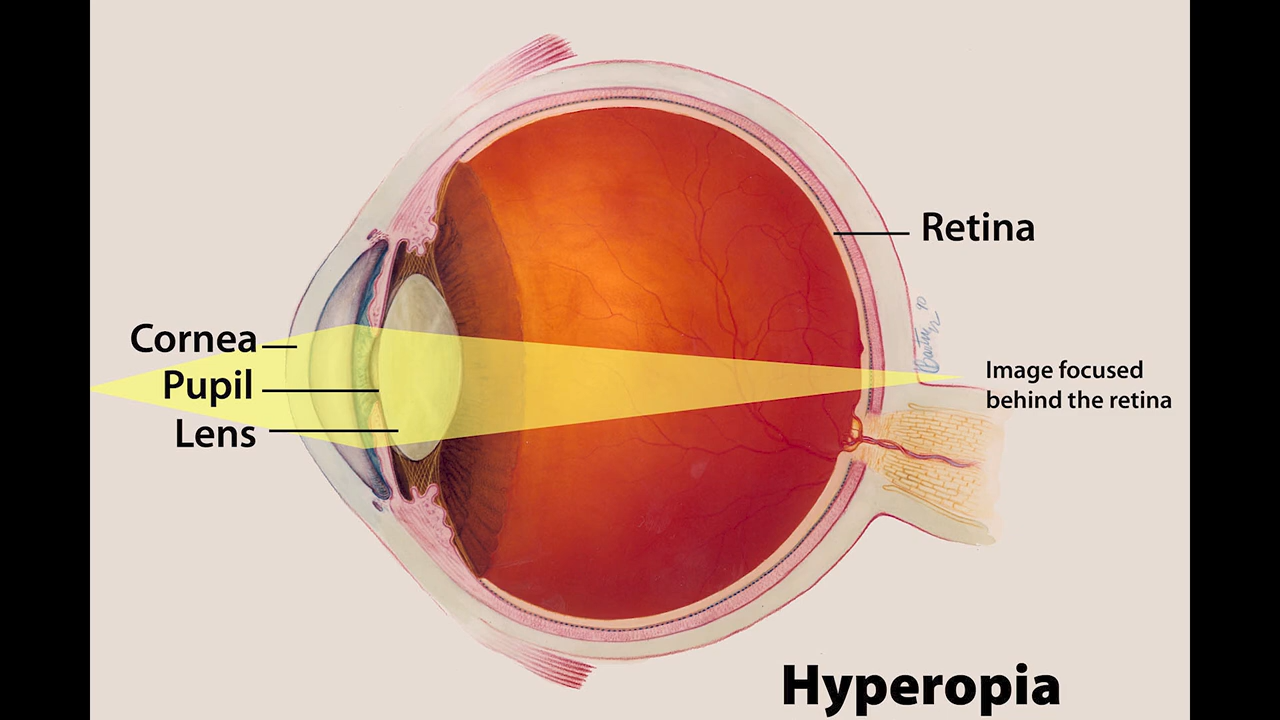 Retina
Cornea
Pupil
Lens
Image focused
behind the retina
Hyperopia